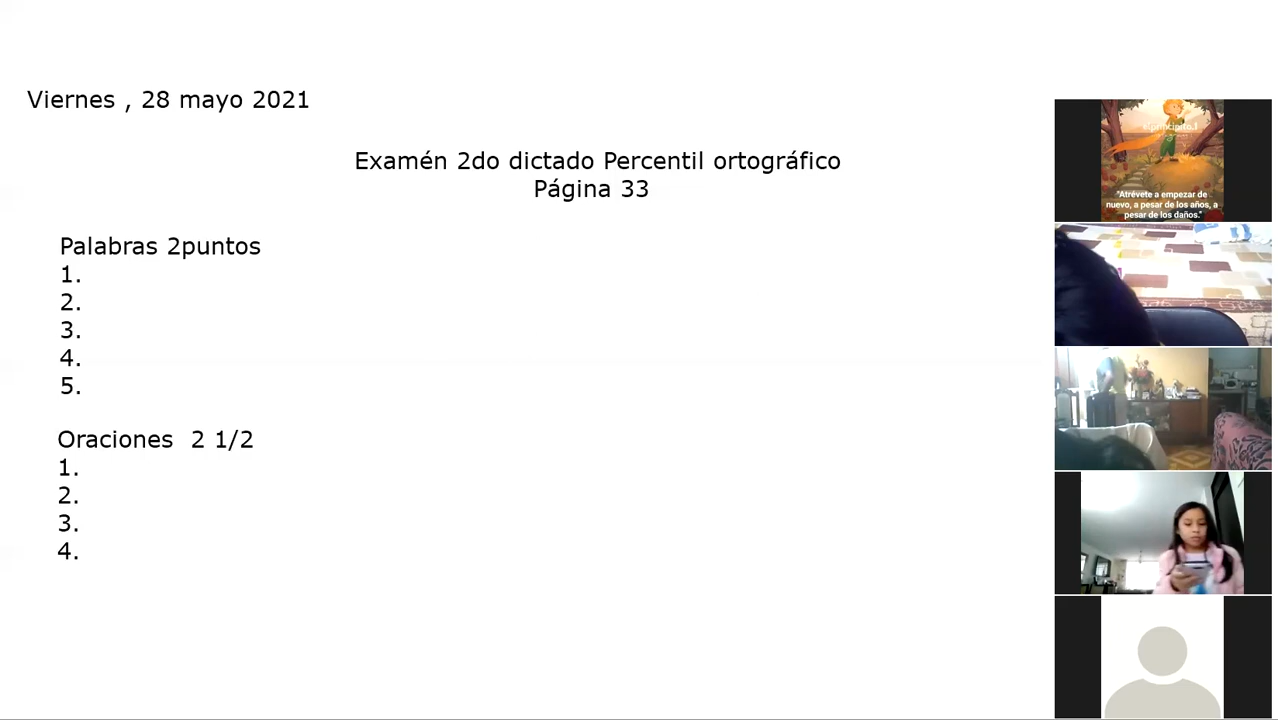 Viernes , 28 mayo 2021
Examén 2do dictado Percentil ortográfico
Página 33
Palabras 2puntos
1.
2.
3.
4.
5.
Oraciones 2 1/2
1.
2.
3.
4.
elprincipito.l
"Atrévete a empezar de
nuevo, a pesar de los años, a
pesar de los daños."